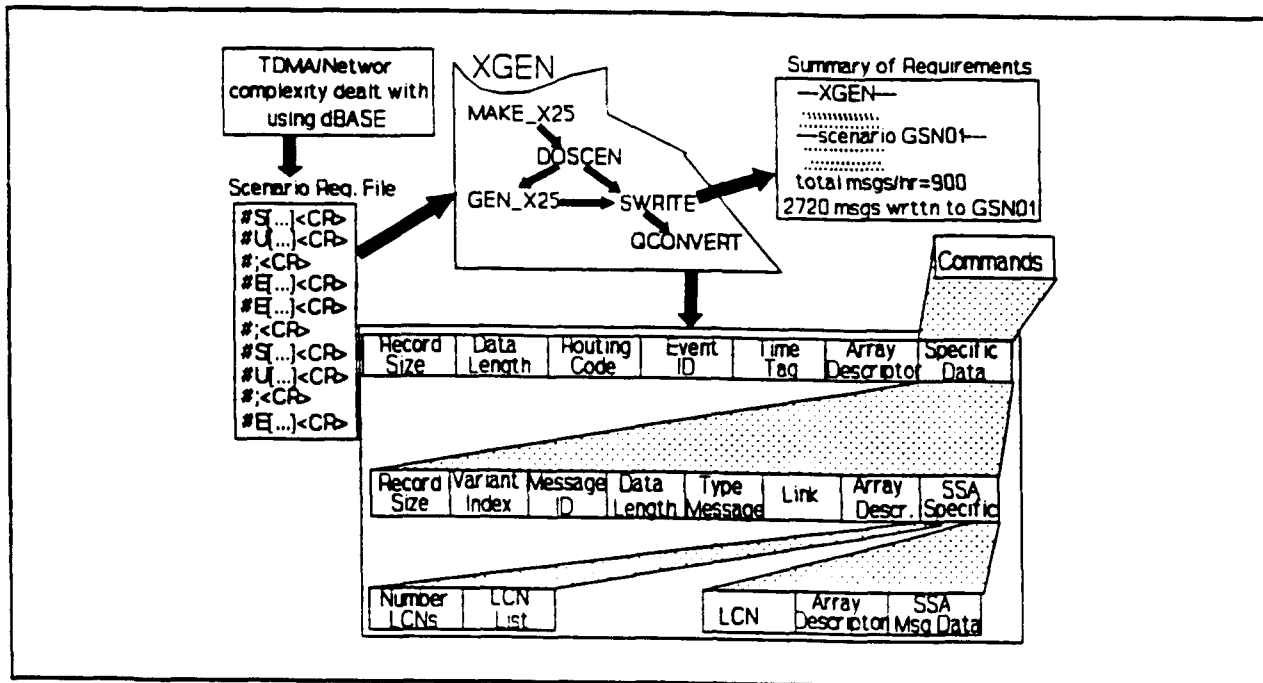 TDMA/Networ
complexity dealt with
using dBASE
Scenario Req. File
#S[...]<CR>
#U[...]<CR>
#;<CR>
#E[...]<CR>
#E[...]<CR>
#;<CR>
#S[...]<CR>
#U[...]<CR>
#;<CR>
#E[...]<CR>
XGEN
MAKE_X25
DOSCEN
GEN_X25
SWRITE
QCONVERT
Summary of Requirements
—XGEN—
—scenario GSN01—
total msgs/hr=900
2720 msgs wrttn to GSN01
Commands
Record Size
Data Length
Routing Code
Event ID
Time Tag
Array Descriptor
Specific Data
Record Size
Variant Index
Message ID
Data Length
Type Message
Link
Array Descr.
SSA Specific
Number LCNs
LCN List
LCN
Array Descriptor
SSA Msg Data